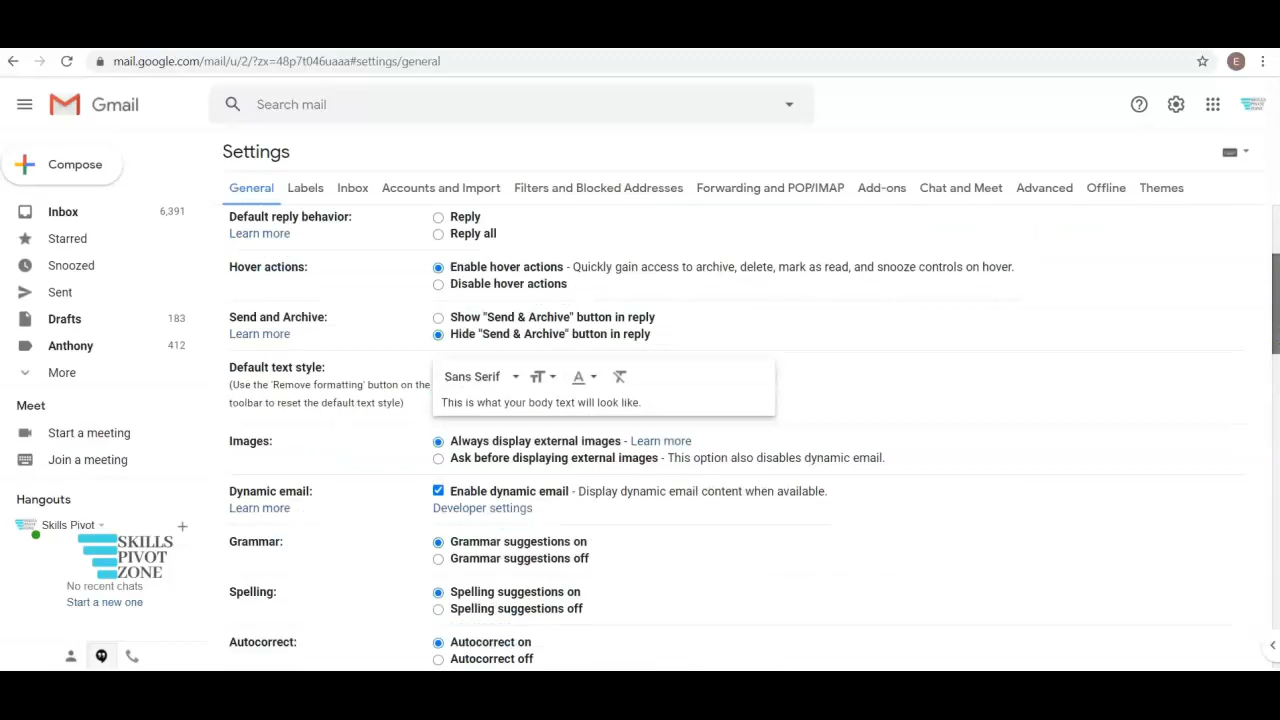 mail.google.com/mail/u/2/?zx=48p7t046uaaa#settings/general
E
Gmail
Search mail
Compose
Inbox 6,391
Starred
Snoozed
Sent
Drafts 183
Anthony 412
More
Meet
Start a meeting
Join a meeting
Hangouts
Skills Pivot
SKILLS
PIVOT
ZONE
No recent chats
Start a new one
Settings
General Labels Inbox Accounts and Import Filters and Blocked Addresses Forwarding and POP/IMAP Add-ons Chat and Meet Advanced Offline Themes
Default reply behavior: Reply
Learn more Reply all
Hover actions: Enable hover actions - Quickly gain access to archive, delete, mark as read, and snooze controls on hover.
Disable hover actions
Send and Archive: Show "Send & Archive" button in reply
Learn more Hide "Send & Archive" button in reply
Default text style:
(Use the 'Remove formatting' button on the
toolbar to reset the default text style)
Sans Serif
This is what your body text will look like.
Images: Always display external images - Learn more
Ask before displaying external images - This option also disables dynamic email.
Dynamic email: Enable dynamic email - Display dynamic email content when available.
Learn more Developer settings
Grammar: Grammar suggestions on
Grammar suggestions off
Spelling: Spelling suggestions on
Spelling suggestions off
Autocorrect: Autocorrect on
Autocorrect off